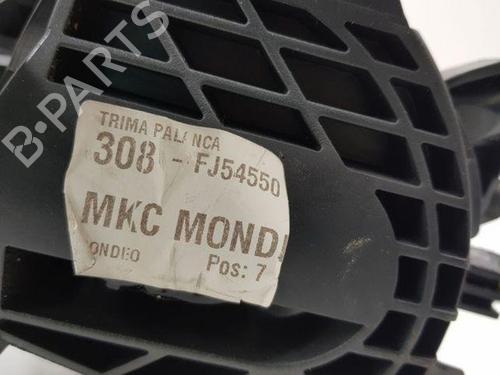 B-PARTS
TRIMA PALANCA
308 - FJ54550
MKC MOND
ONDEO Pos: 7